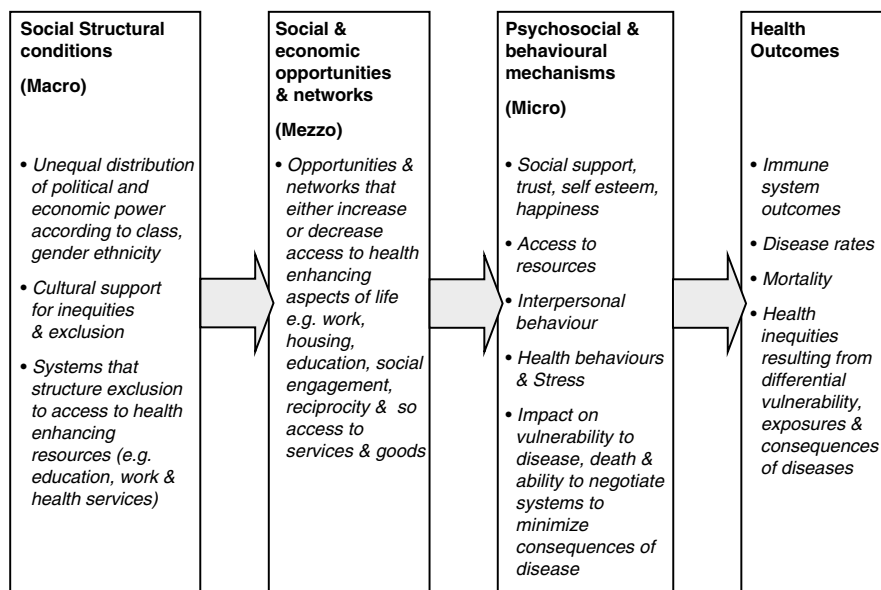 Social Structural
conditions
(Macro)
• Unequal distribution
of political and
economic power
according to class,
gender ethnicity
• Cultural support
for inequities
& exclusion
• Systems that
structure exclusion
to access to health
enhancing
resources (e.g.
education, work &
health services)
Social &
economic
opportunities
& networks
(Mezzo)
• Opportunities &
networks that
either increase
or decrease
access to health
enhancing
aspects of life
e.g. work,
housing,
education, social
engagement,
reciprocity & so
access to
services & goods
Psychosocial &
behavioural
mechanisms
(Micro)
• Social support,
trust, self esteem,
happiness
• Access to
resources
• Interpersonal
behaviour
• Health behaviours
& Stress
• Impact on
vulnerability to
disease, death &
ability to negotiate
systems to
minimize
consequences of
disease
Health
Outcomes
• Immune
system
outcomes
• Disease rates
• Mortality
• Health
inequities
resulting from
differential
vulnerability,
exposures &
consequences
of diseases